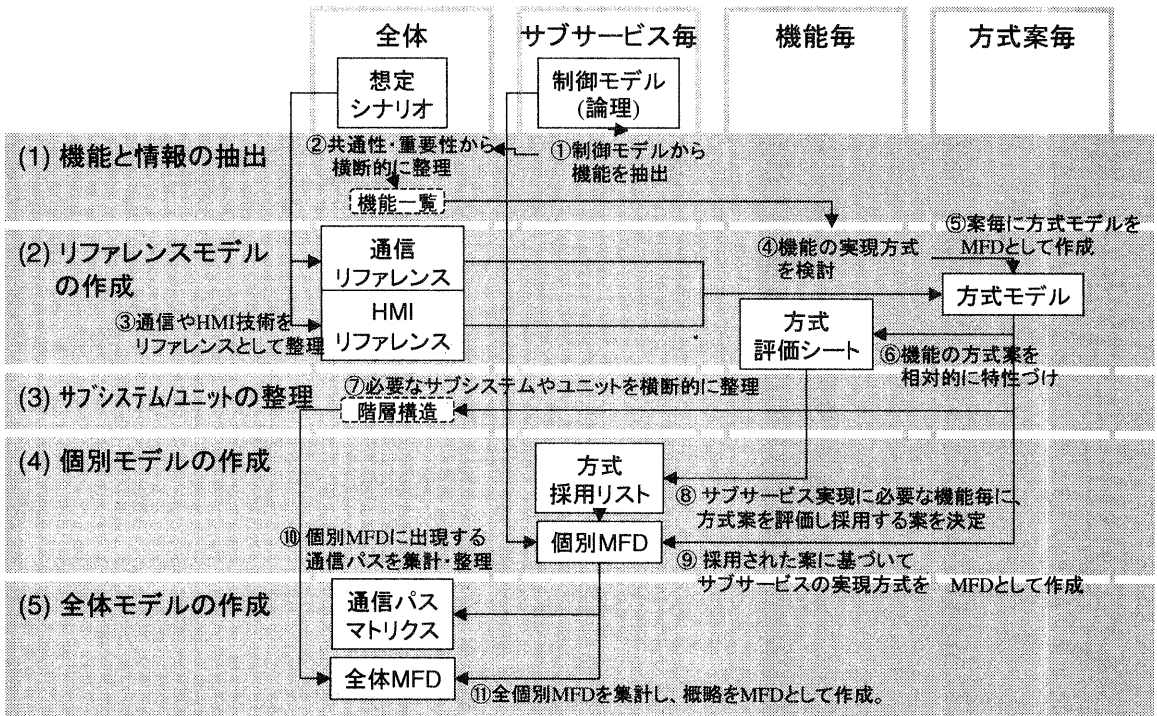 全体
サブサービス毎
機能毎
方式案毎
想定
シナリオ
制御モデル
(論理)
(1) 機能と情報の抽出
②共通性・重要性から
横断的に整理
①制御モデルから
機能を抽出
機能一覧
(2) リファレンスモデル
の作成
通信
リファレンス
HMI
リファレンス
③通信やHMI技術を
リファレンスとして整理
④機能の実現方式
を検討
⑤案毎に方式モデルを
MFDとして作成
方式モデル
方式
評価シート
⑥機能の方式案を
相対的に特性づけ
(3) サブシステム/ユニットの整理
⑦必要なサブシステムやユニットを横断的に整理
階層構造
(4) 個別モデルの作成
方式
採用リスト
⑧ サブサービス実現に必要な機能毎に、
方式案を評価し採用する案を決定
個別MFD
⑨ 採用された案に基づいて
サブサービスの実現方式を MFDとして作成
⑩ 個別MFDに出現する
通信パスを集計・整理
(5) 全体モデルの作成
通信パス
マトリクス
全体MFD
⑪全個別MFDを集計し、概略をMFDとして作成。